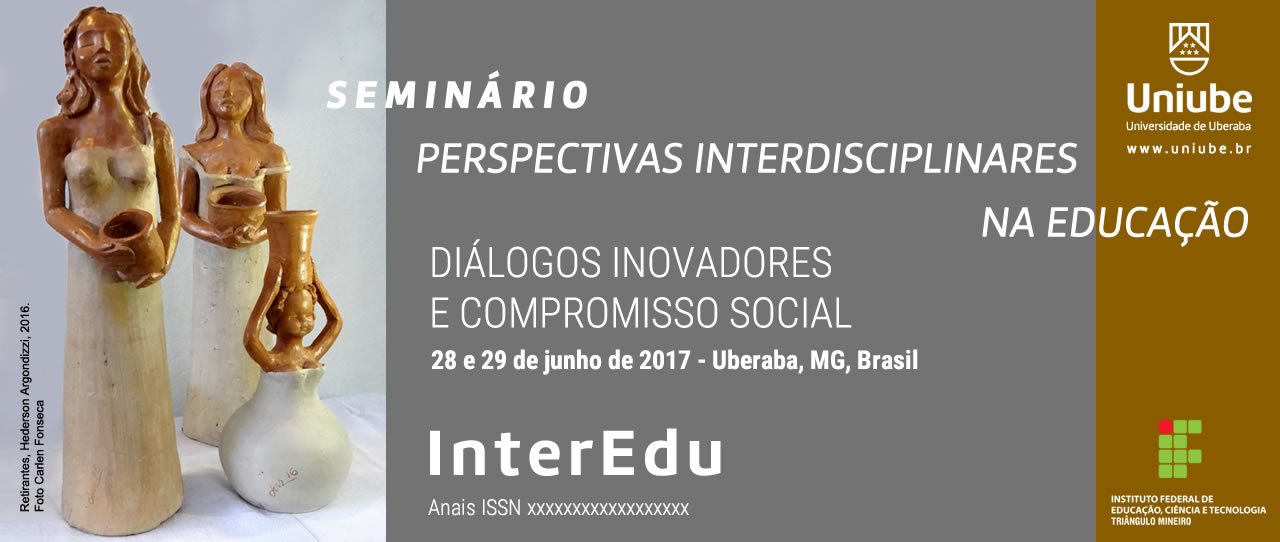 SEMINÁRIO
PERSPECTIVAS INTERDISCIPLINARES
NA EDUCAÇÃO
DIÁLOGOS INOVADORES
E COMPROMISSO SOCIAL
28 e 29 de junho de 2017 - Uberaba, MG, Brasil
InterEdu
Anais ISSN xxxxxxxxxxxxxxxxxx
Uniube
Universidade de Uberaba
www.uniube.br
INSTITUTO FEDERAL DE
EDUCAÇÃO, CIÊNCIA E TECNOLOGIA
TRIÂNGULO MINEIRO
Retirantes, Hederson Argondizzi, 2016.
Foto Carlen Fonseca